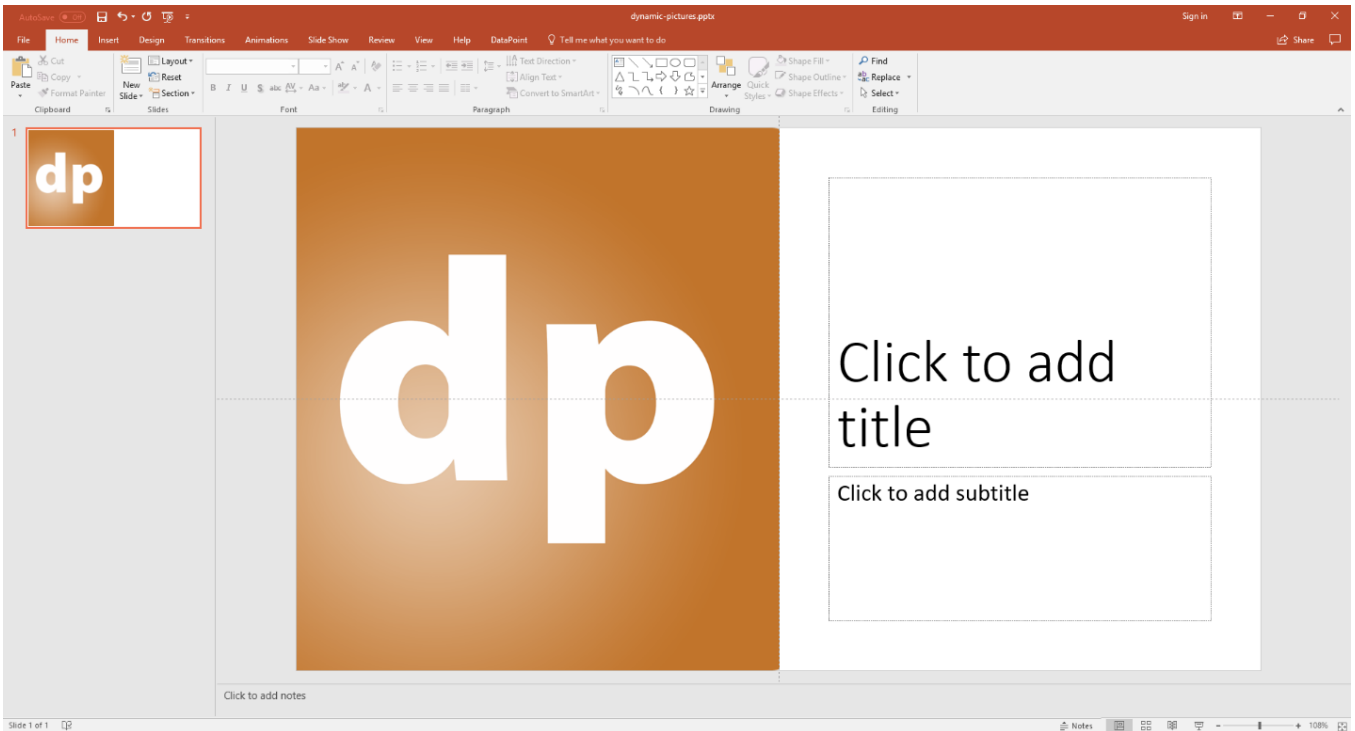 AutoSave Off dynamic-pictures.pptx Sign in
File Home Insert Design Transitions Animations Slide Show Review View Help DataPoint Tell me what you want to do Share
Paste
Cut
Copy
Format Painter
Clipboard
New Slide
Layout
Reset
Section
Slides
B I U S abc AV Aa A
Font
Text Direction
Align Text
Convert to SmartArt
Paragraph
Arrange
Quick Styles
Shape Fill
Shape Outline
Shape Effects
Drawing
Find
Replace
Select
Editing
1
dp
dp
Click to add
title
Click to add subtitle
Click to add notes
Slide 1 of 1 Notes 108%